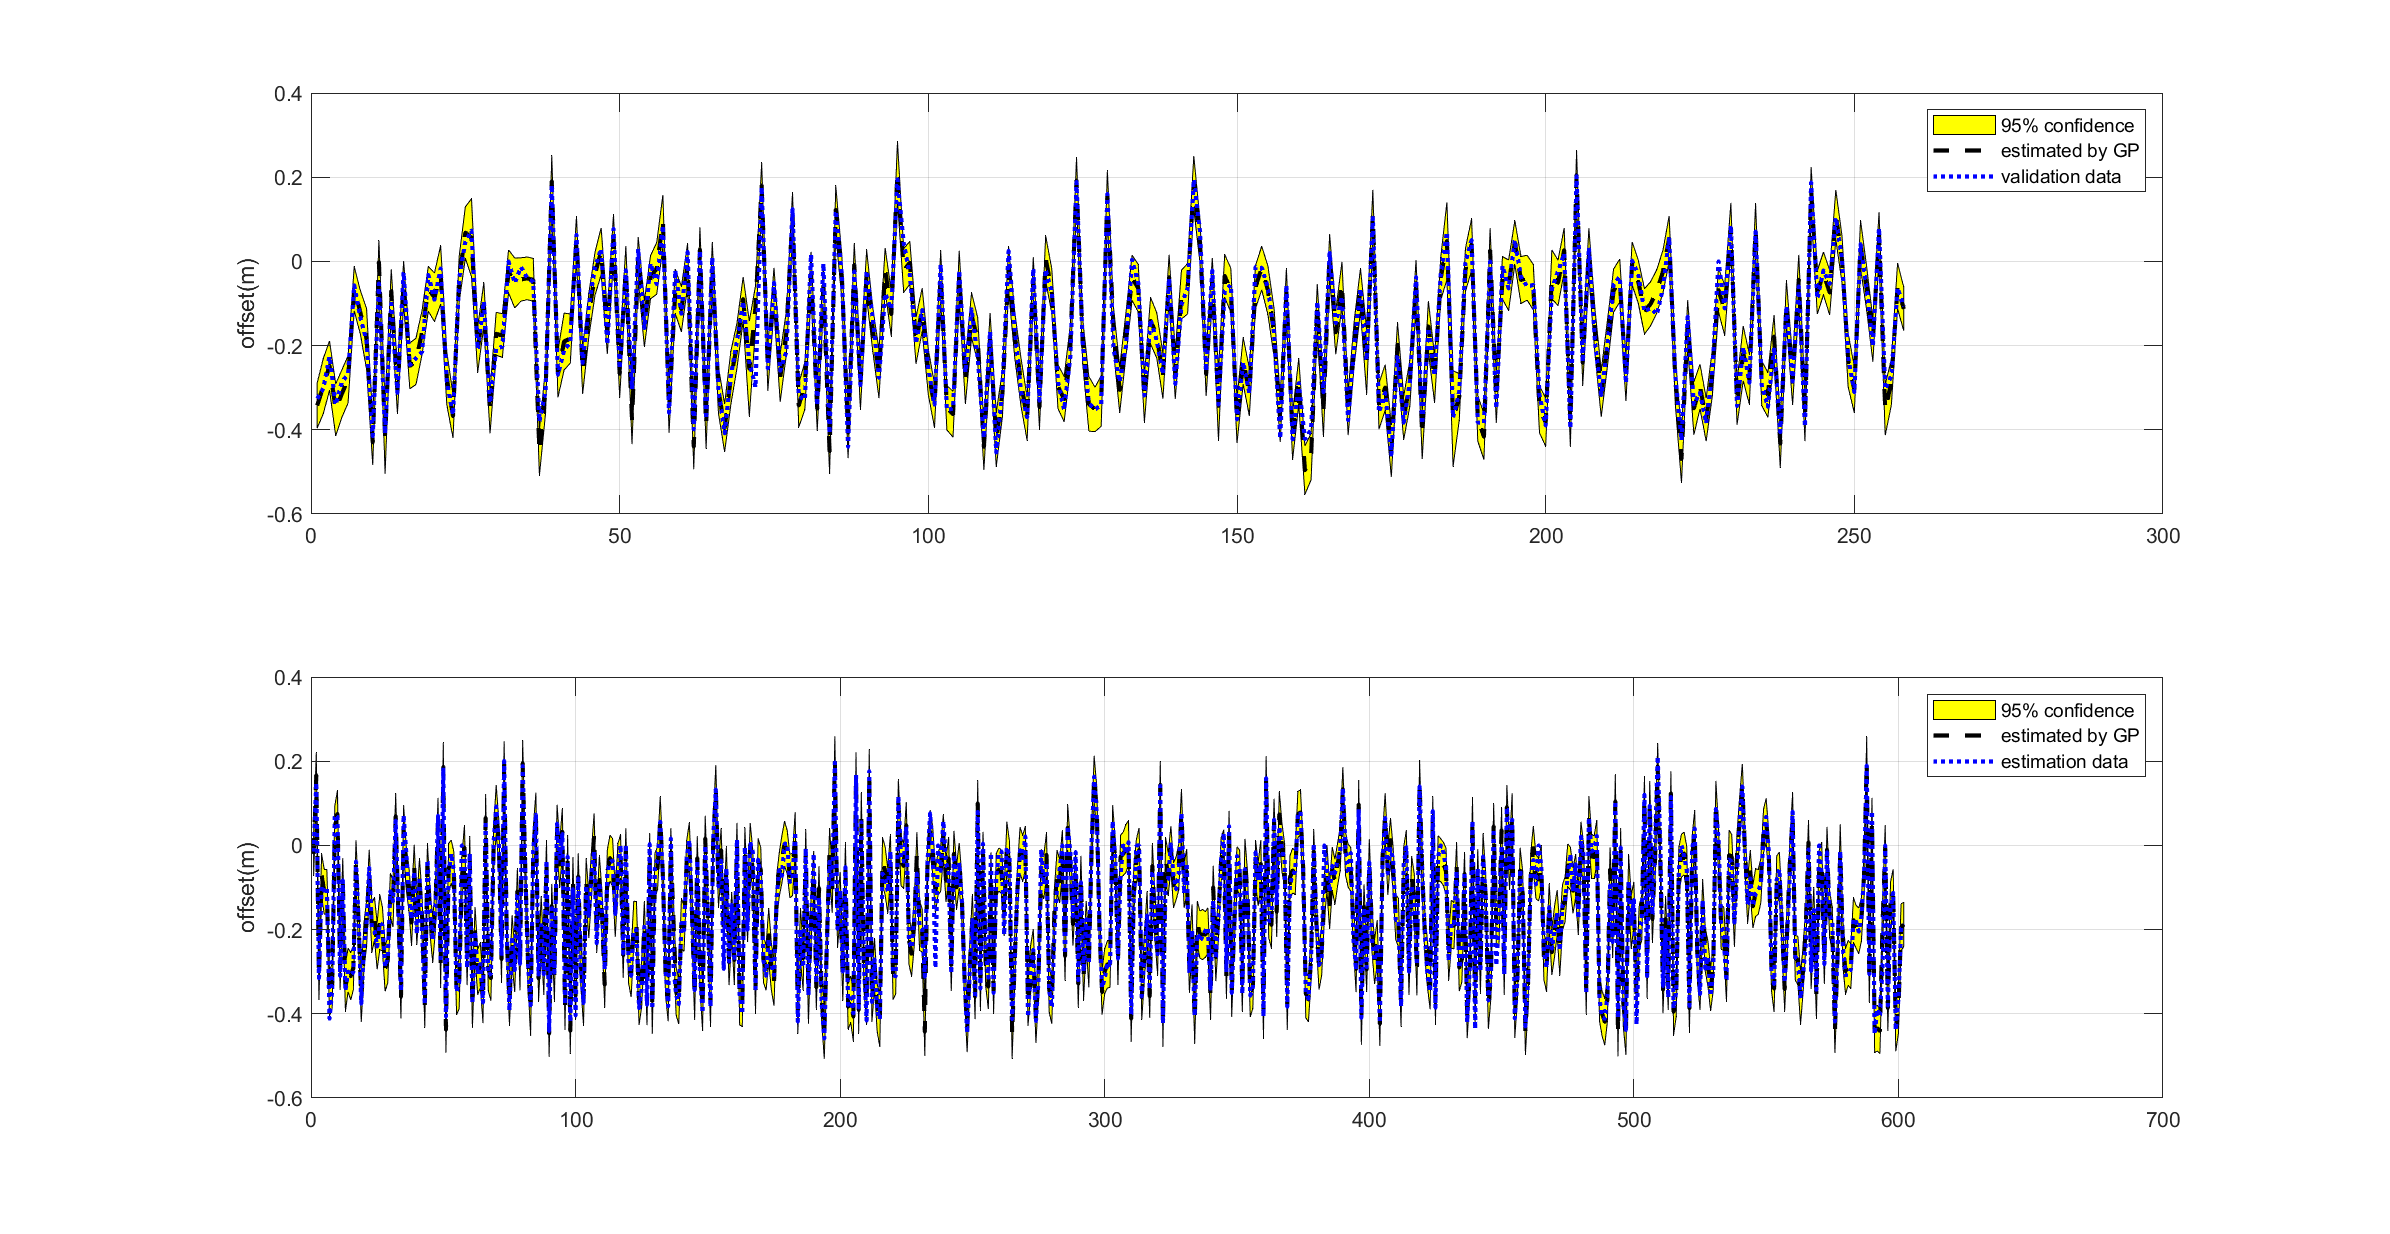 0.4
0.2
0
-0.2
-0.4
-0.6
offset(m)
0 50 100 150 200 250 300
95% confidence
estimated by GP
validation data
0.4
0.2
0
-0.2
-0.4
-0.6
offset(m)
0 100 200 300 400 500 600 700
95% confidence
estimated by GP
estimation data